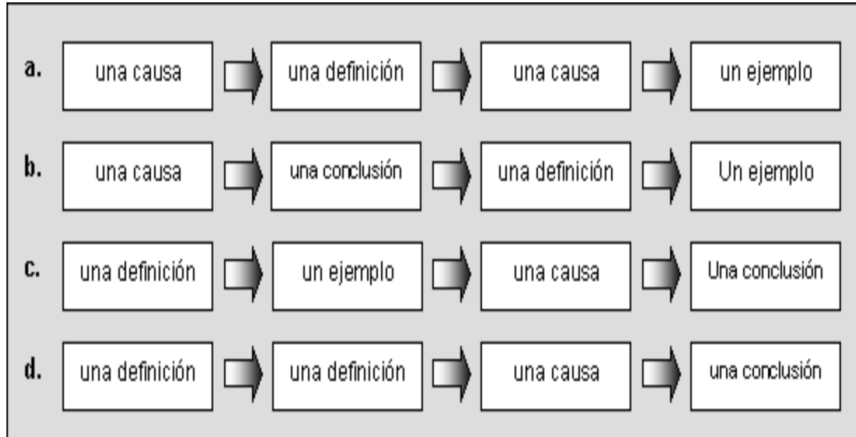 a. una causa una definición una causa un ejemplo
b. una causa una conclusión una definición Un ejemplo
c. una definición un ejemplo una causa Una conclusión
d. una definición una definición una causa una conclusión